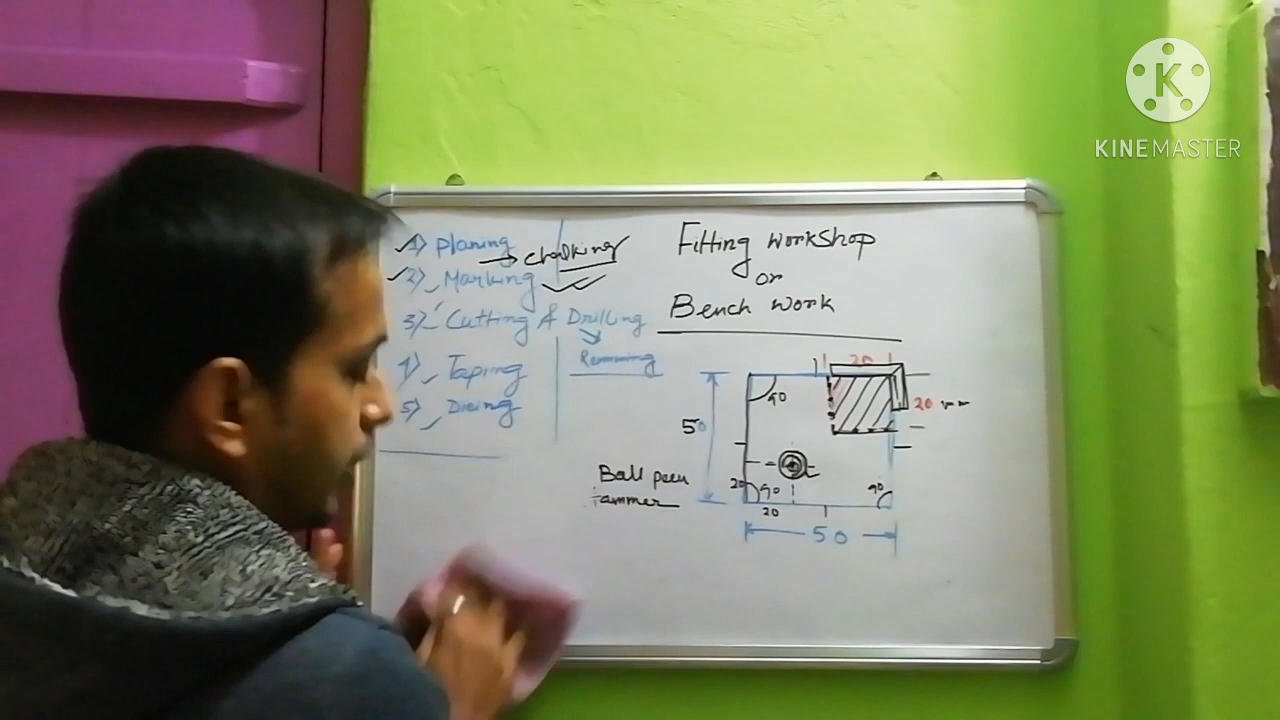 1) Planing
→ chalking
2) Marking
3) Cutting & Drilling
Remming
4) Taping
5) Dieing
Fitting workshop
or
Bench work
20
20 mm
90
50
Ball peen
Hammer
20 90
90
20
50
K
KINEMASTER